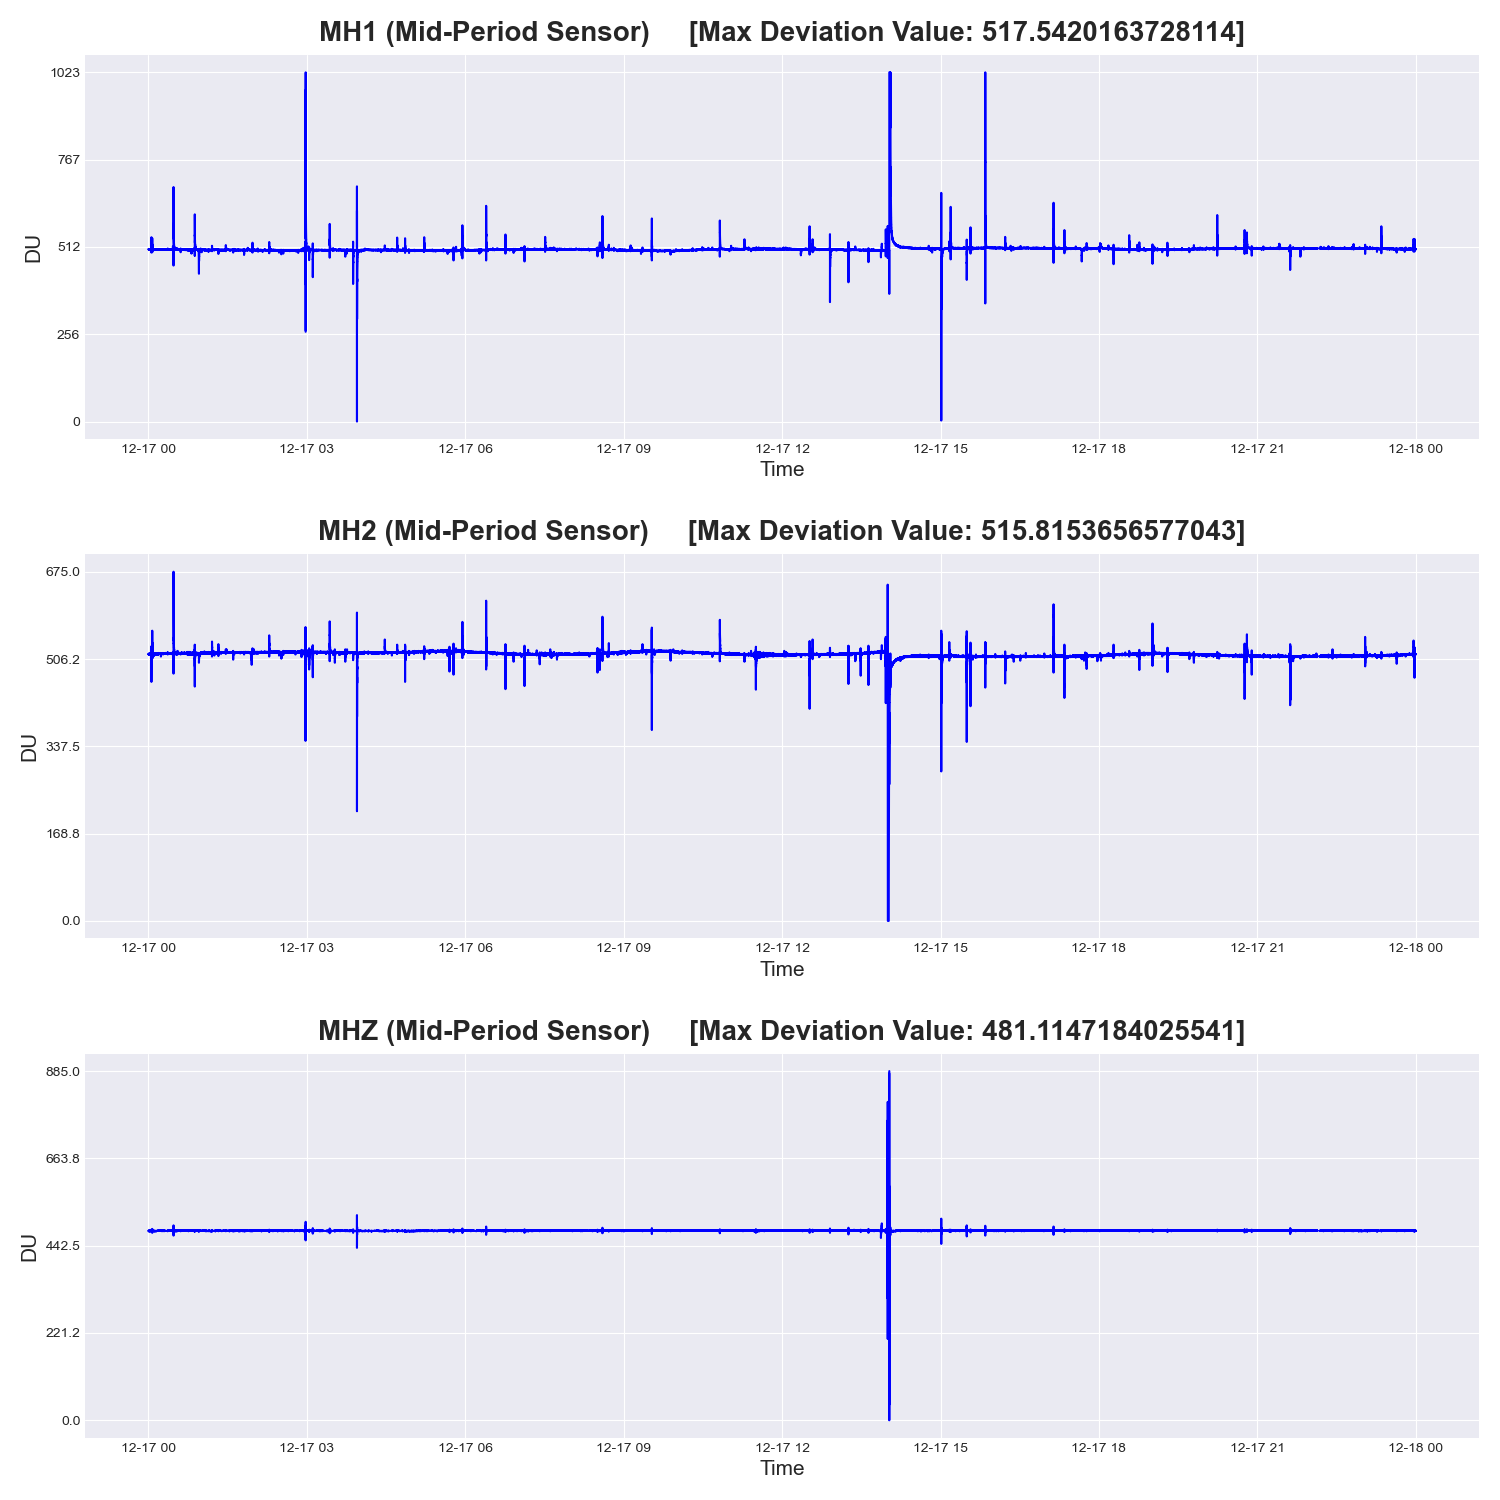 MH1 (Mid-Period Sensor) [Max Deviation Value: 517.5420163728114]
1023
767
512
256
0
DU
12-17 00 12-17 03 12-17 06 12-17 09 12-17 12 12-17 15 12-17 18 12-17 21 12-18 00
Time
MH2 (Mid-Period Sensor) [Max Deviation Value: 515.8153656577043]
675.0
506.2
337.5
168.8
0.0
DU
12-17 00 12-17 03 12-17 06 12-17 09 12-17 12 12-17 15 12-17 18 12-17 21 12-18 00
Time
MHZ (Mid-Period Sensor) [Max Deviation Value: 481.1147184025541]
885.0
663.8
442.5
221.2
0.0
DU
12-17 00 12-17 03 12-17 06 12-17 09 12-17 12 12-17 15 12-17 18 12-17 21 12-18 00
Time